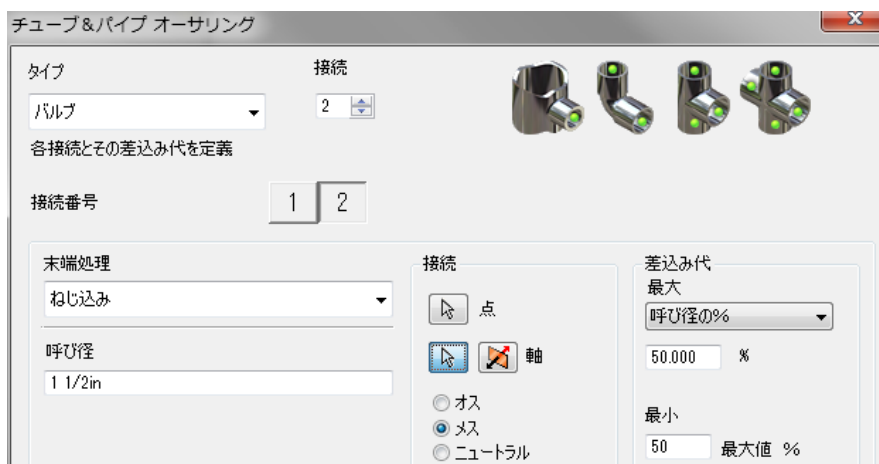 チューブ&パイプ オーサリング
タイプ
接続
バルブ
2
各接続とその差込み代を定義
接続番号
1
2
末端処理
ねじ込み
呼び径
1 1/2in
接続
点
軸
オス
メス
ニュートラル
差込み代
最大
呼び径の%
50.000 %
最小
50 最大値 %